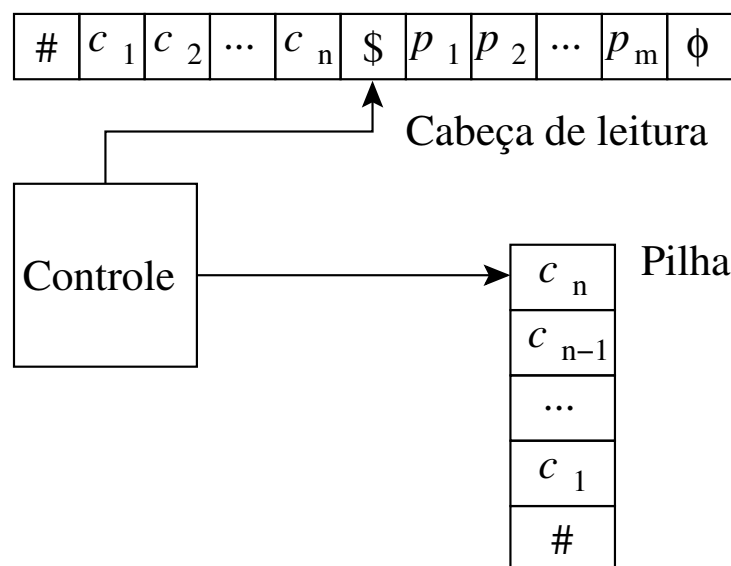 # c 1 c 2 ... c n $ p 1 p 2 ... p m ϕ
Cabeça de leitura
Controle
Pilha
c n
c n−1
...
c 1
#